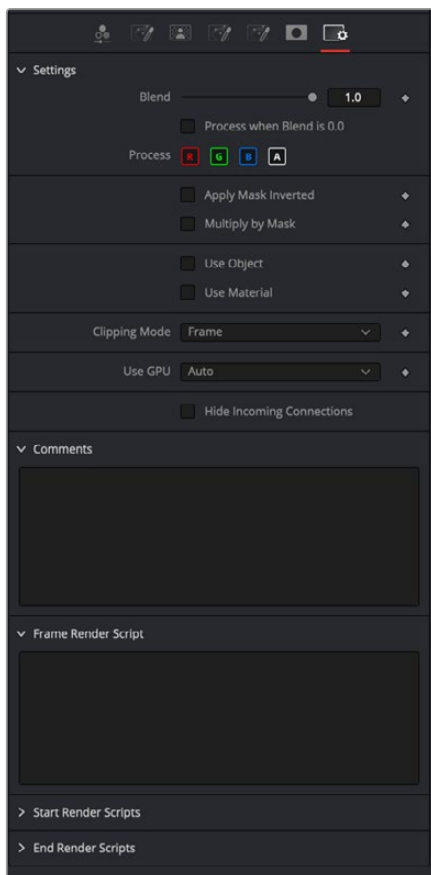 Settings
Blend 1.0
Process when Blend is 0.0
Process R G B A
Apply Mask Inverted
Multiply by Mask
Use Object
Use Material
Clipping Mode Frame
Use GPU Auto
Hide Incoming Connections
Comments
Frame Render Script
Start Render Scripts
End Render Scripts